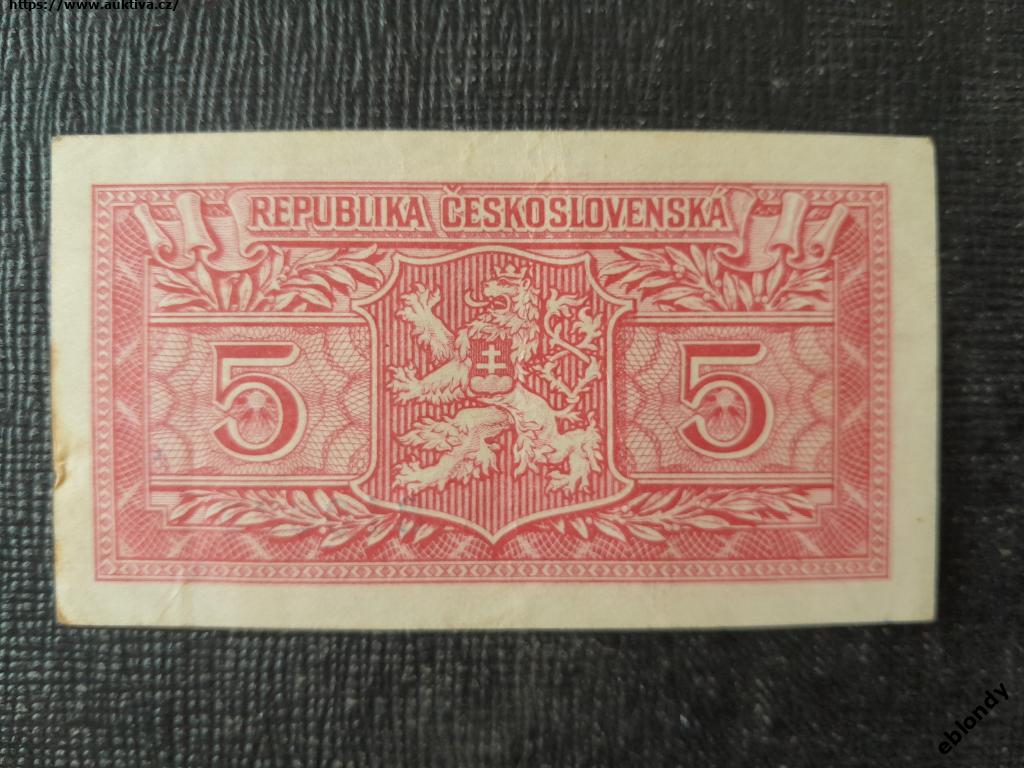 https://www.auktiva.cz/
REPUBLIKA ČESKOSLOVENSKÁ
5 5
eblondy